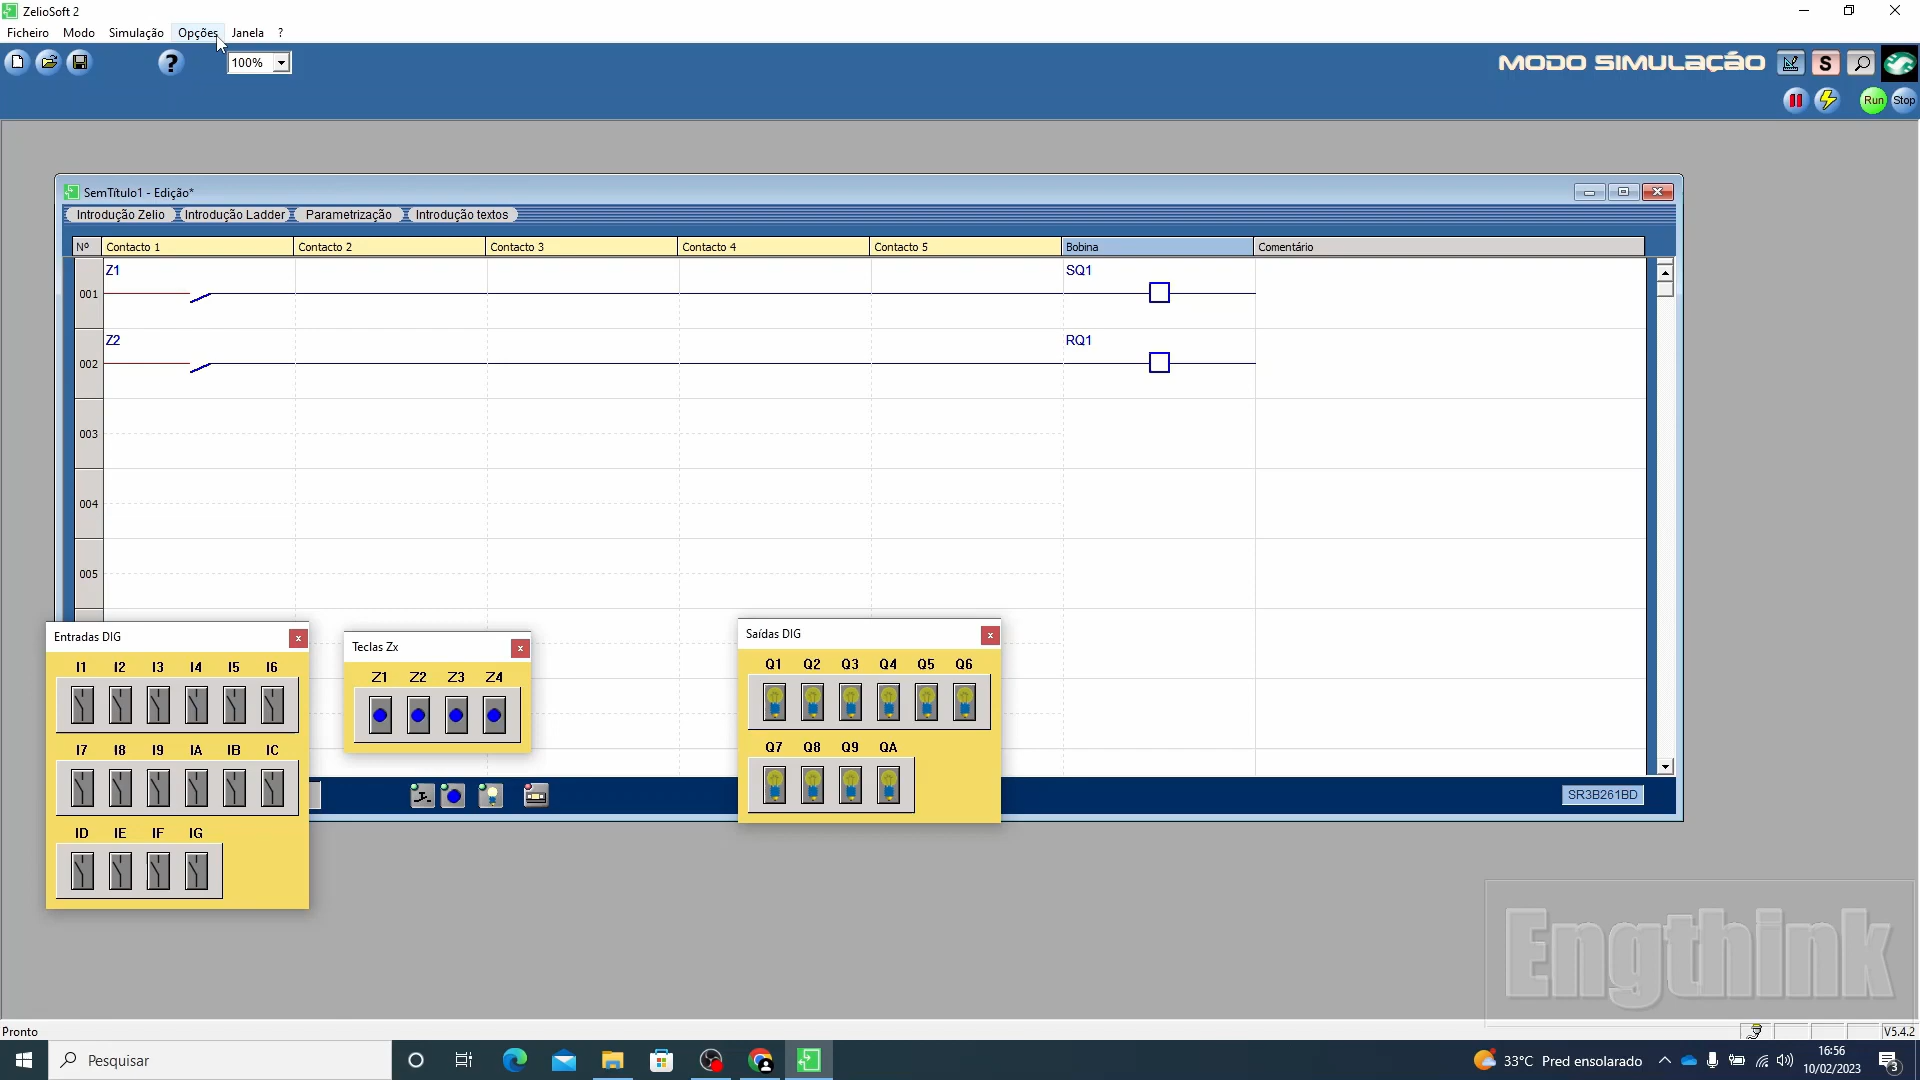 ZelioSoft 2
Ficheiro Modo Simulação Opções Janela ?
? 100% MODO SIMULAÇÃO S
Run Stop
SemTítulo1 - Edição*
Introdução Zelio Introdução Ladder Parametrização Introdução textos
Nº Contacto 1 Contacto 2 Contacto 3 Contacto 4 Contacto 5 Bobina Comentário
Z1 SQ1
001
Z2 RQ1
002
003
004
005
Entradas DIG
I1 I2 I3 I4 I5 I6
I7 I8 I9 IA IB IC
ID IE IF IG
Teclas Zx
Z1 Z2 Z3 Z4
Saídas DIG
Q1 Q2 Q3 Q4 Q5 Q6
Q7 Q8 Q9 QA
SR3B261BD
Engthink
Pronto V5.4.2
Pesquisar 33°C Pred ensolarado 16:56
10/02/2023 3